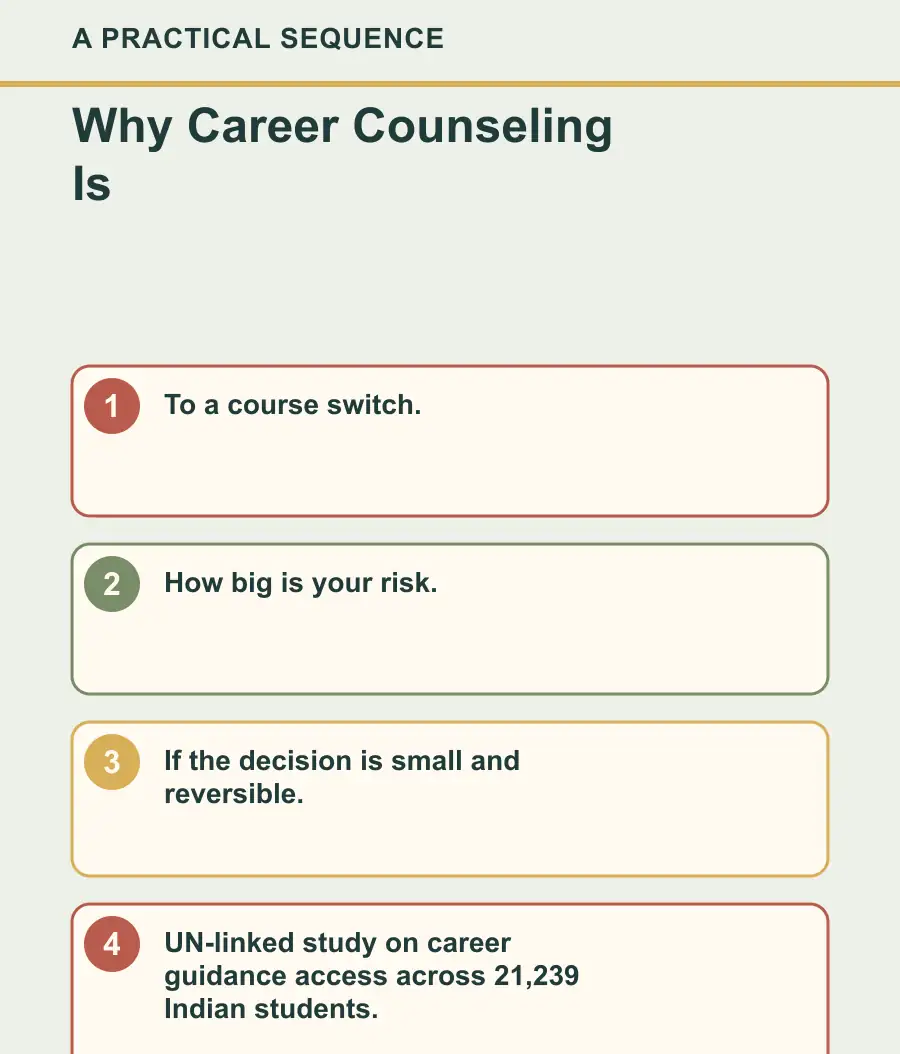 A PRACTICAL SEQUENCE
Why Career Counseling
Is
1
To a course switch.
2
How big is your risk.
3
If the decision is small and
reversible.
4
UN-linked study on career
guidance access across 21,239
Indian students.